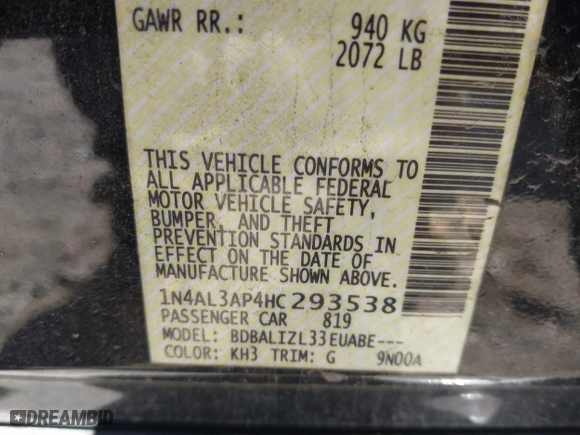 GAWR RR.: 940 KG
2072 LB
THIS VEHICLE CONFORMS TO
ALL APPLICABLE FEDERAL
MOTOR VEHICLE SAFETY,
BUMPER, AND THEFT
PREVENTION STANDARDS IN
EFFECT ON THE DATE OF
MANUFACTURE SHOWN ABOVE.
1N4AL3AP4HC293538
PASSENGER CAR 819
MODEL: BDBALIZL33EUABE---
COLOR: KH3 TRIM: G 9N00A
DREAMBID